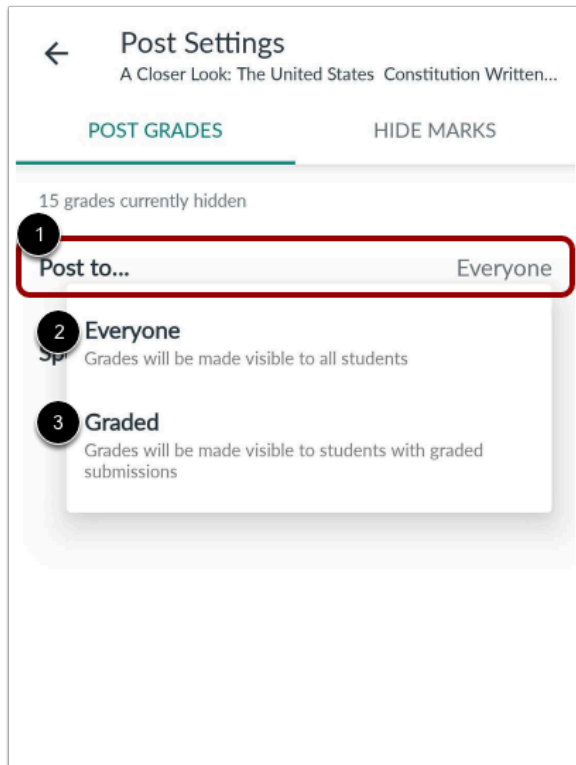 Post Settings
A Closer Look: The United States Constitution Written...
POST GRADES
HIDE MARKS
15 grades currently hidden
1
Post to...
Everyone
2
Everyone
Grades will be made visible to all students
3
Graded
Grades will be made visible to students with graded
submissions